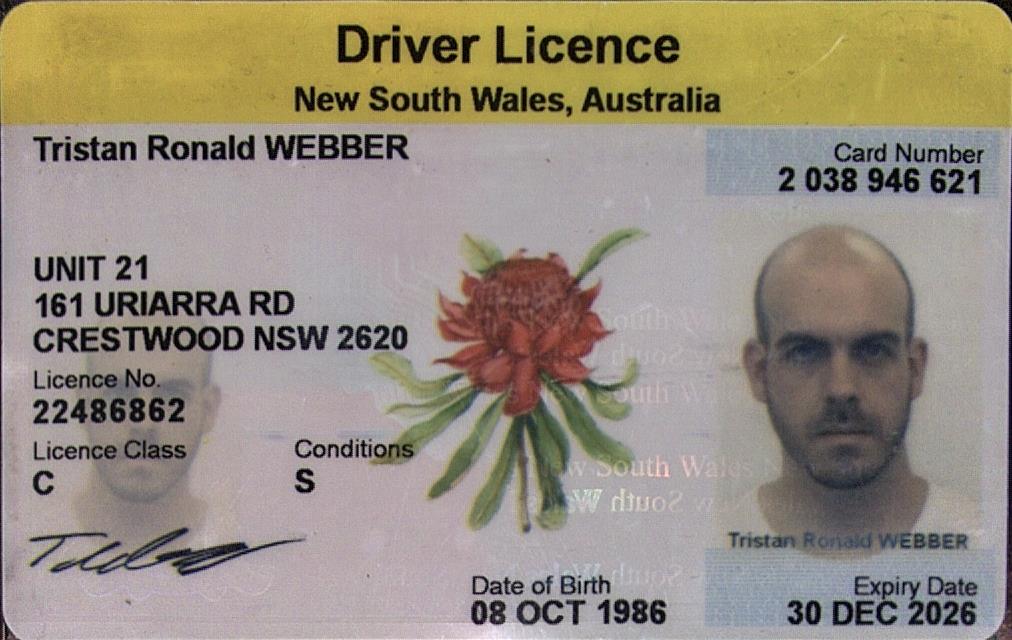 Driver Licence
New South Wales, Australia
Tristan Ronald WEBBER
Card Number
2 038 946 621
UNIT 21
161 URIARRA RD
CRESTWOOD NSW 2620
Licence No.
22486862
Licence Class
Conditions
C
S
South Wales
New South Wales
New South Wales
Tristan Ronald WEBBER
Date of Birth
08 OCT 1986
Expiry Date
30 DEC 2026